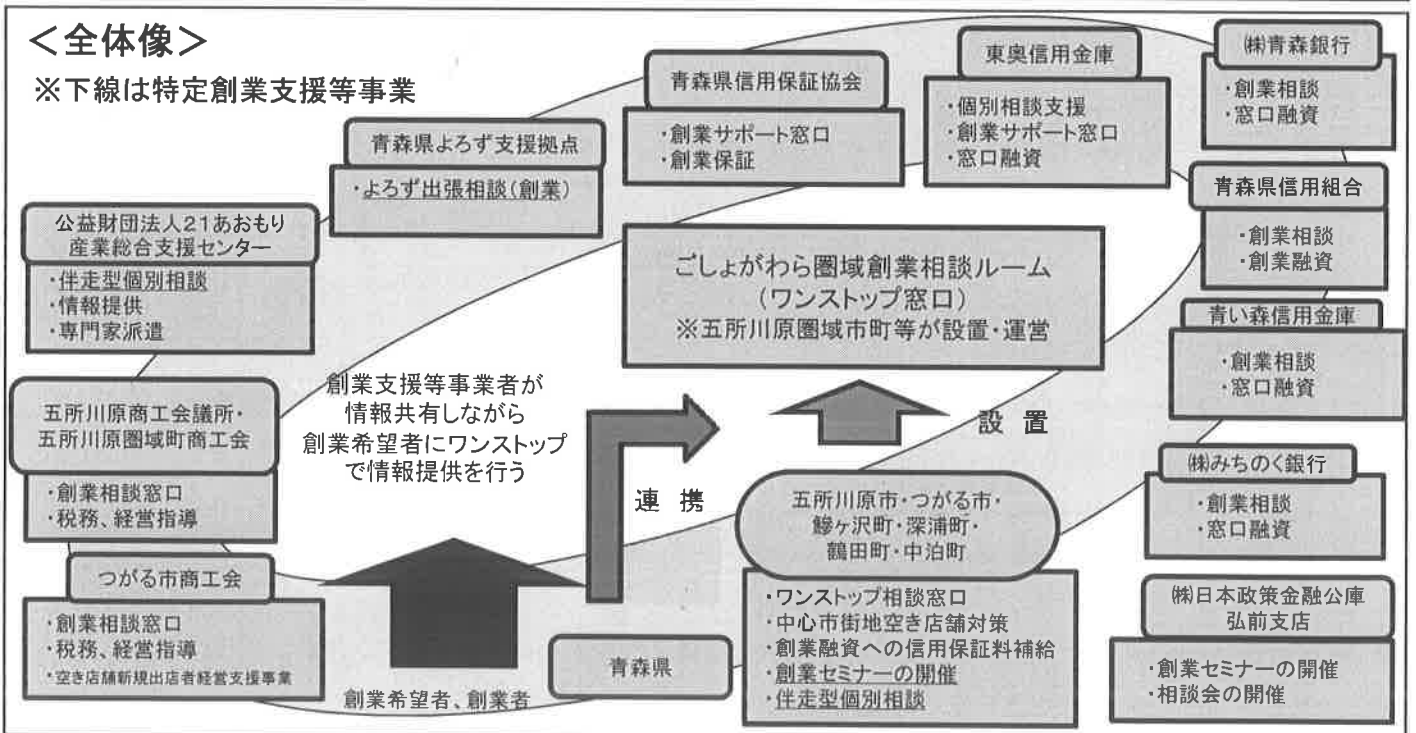 ＜全体像＞
※下線は特定創業支援等事業
青森県信用保証協会
・創業サポート窓口
・創業保証
東奥信用金庫
・個別相談支援
・創業サポート窓口
・窓口融資
㈱青森銀行
・創業相談
・窓口融資
青森県よろず支援拠点
・よろず出張相談(創業)
青森県信用組合
・創業相談
・創業融資
公益財団法人21あおもり
産業総合支援センター
・伴走型個別相談
・情報提供
・専門家派遣
ごしょがわら圏域創業相談ルーム
(ワンストップ窓口)
※五所川原圏域市町等が設置・運営
青い森信用金庫
・創業相談
・窓口融資
五所川原商工会議所・
五所川原圏域町商工会
・創業相談窓口
・税務、経営指導
創業支援等事業者が
情報共有しながら
創業希望者にワンストップ
で情報提供を行う
連 携
設 置
㈱みちのく銀行
・創業相談
・窓口融資
つがる市商工会
・創業相談窓口
・税務、経営指導
・空き店舗新規出店者経営支援事業
創業希望者、創業者
青森県
五所川原市・つがる市・
鰺ヶ沢町・深浦町・
鶴田町・中泊町
・ワンストップ相談窓口
・中心市街地空き店舗対策
・創業融資への信用保証料補給
・創業セミナーの開催
・伴走型個別相談
㈱日本政策金融公庫
弘前支店
・創業セミナーの開催
・相談会の開催